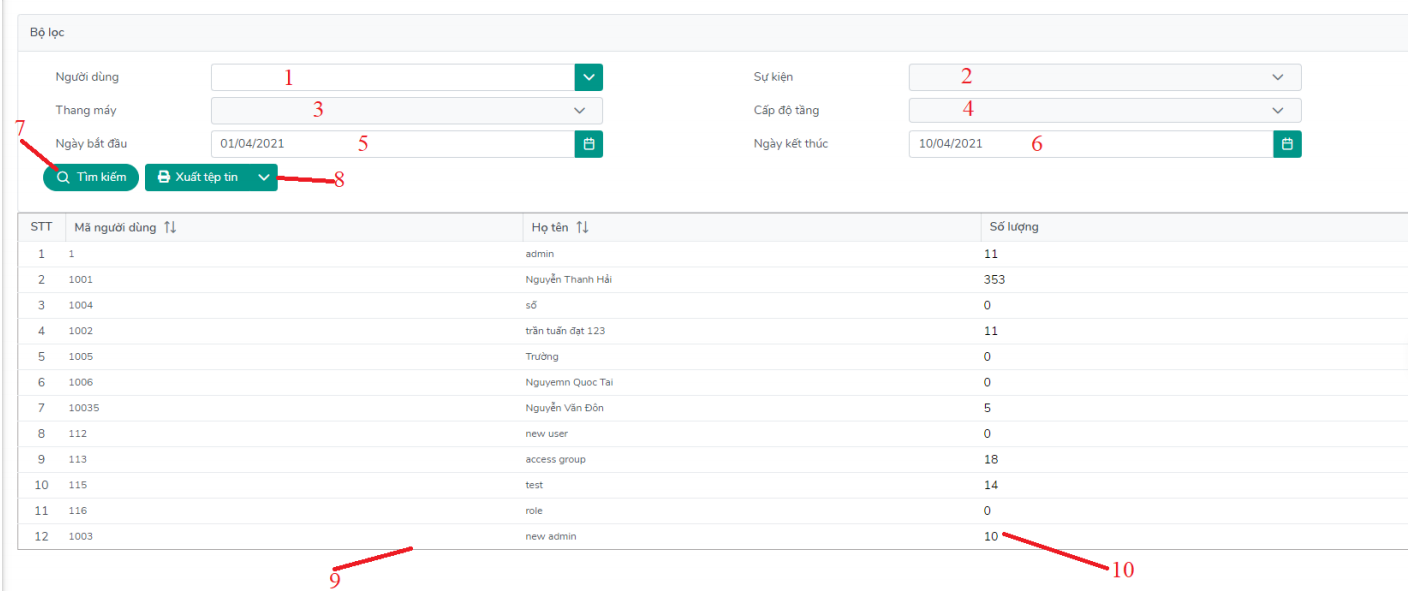 Bộ lọc
Người dùng 1 Sự kiện 2
Thang máy 3 Cấp độ tầng 4
7
Ngày bắt đầu 01/04/2021 5 Ngày kết thúc 10/04/2021 6
Tìm kiếm Xuất tệp tin 8
STT Mã người dùng Họ tên Số lượng
1 1 admin 11
2 1001 Nguyễn Thanh Hải 353
3 1004 số 0
4 1002 trần tuấn đạt 123 11
5 1005 Trường 0
6 1006 Nguyemn Quoc Tai 0
7 10035 Nguyễn Văn Đôn 5
8 112 new user 0
9 113 access group 18
10 115 test 14
11 116 role 0
12 1003 new admin 10
9 10